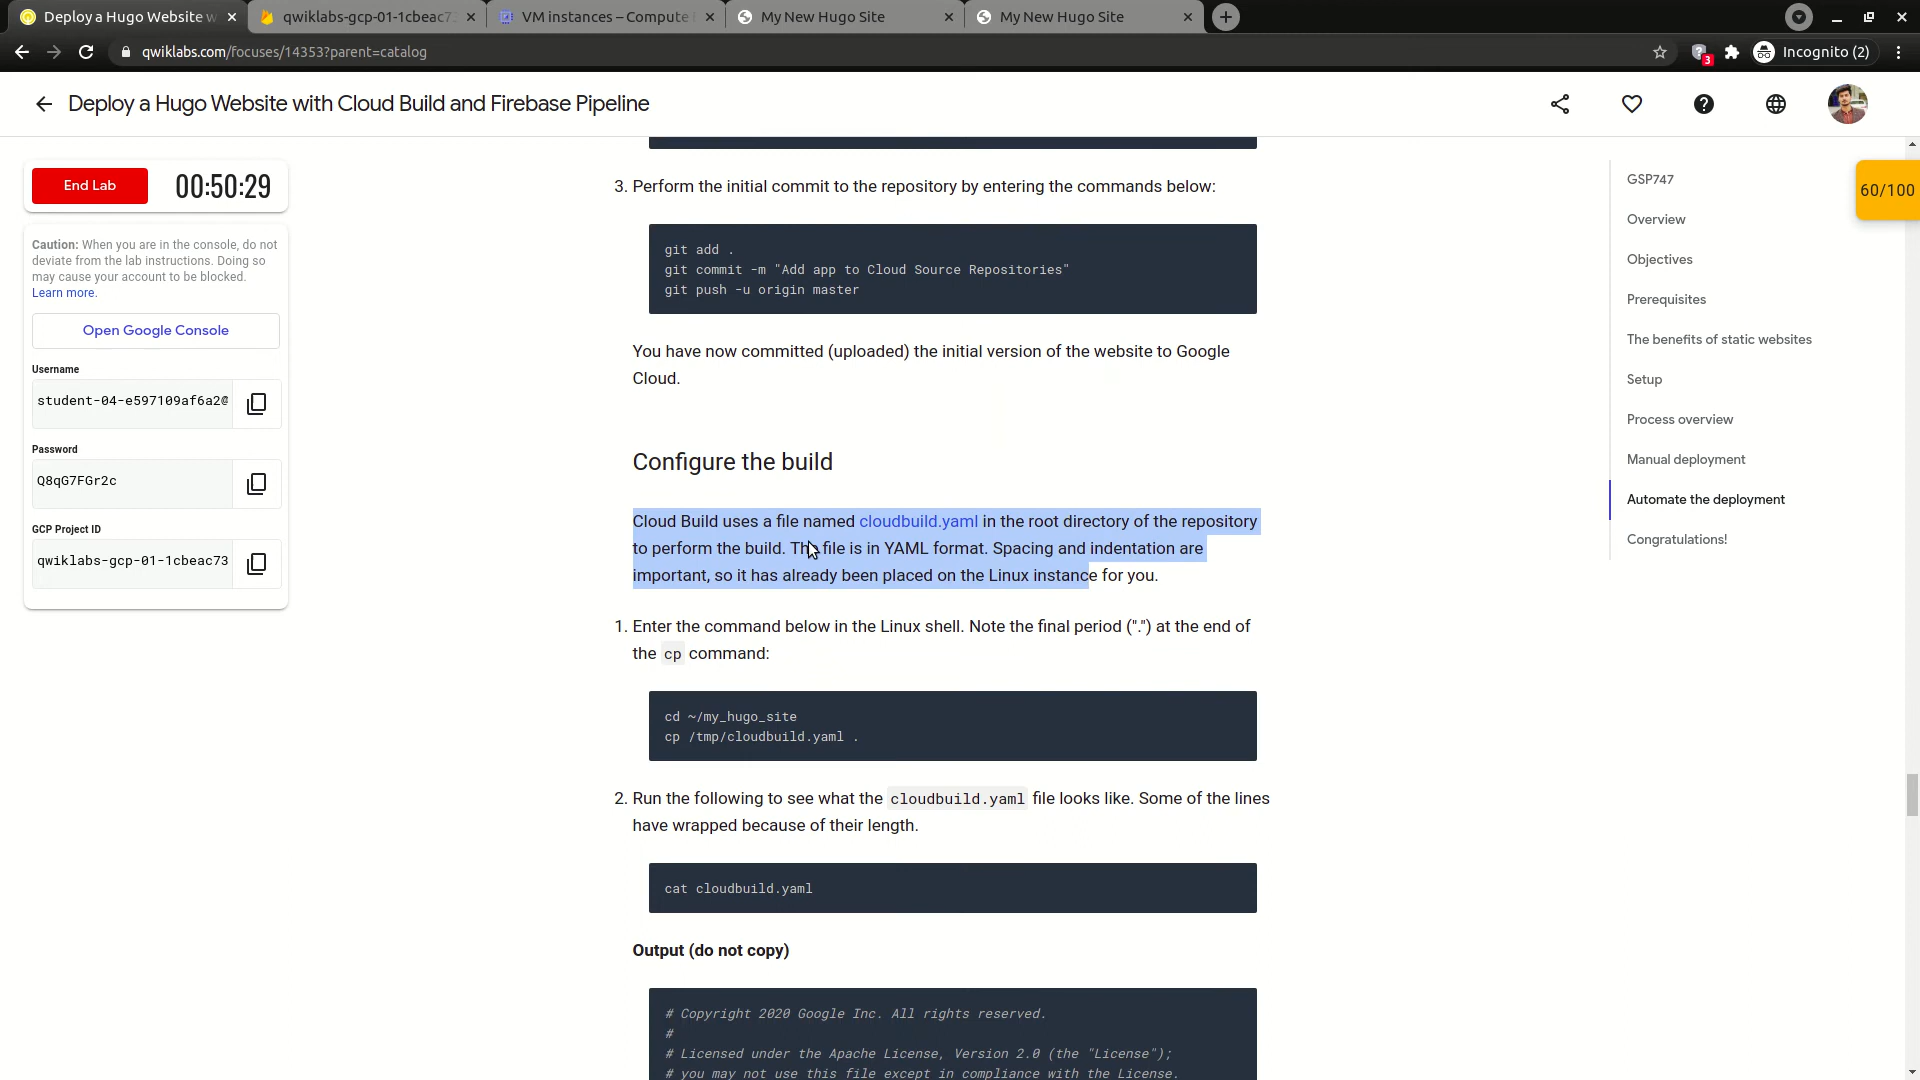 Deploy a Hugo Website w
qwiklabs-gcp-01-1cbeac73
VM instances – Compute E
My New Hugo Site
My New Hugo Site
qwiklabs.com/focuses/14353?parent=catalog
3
Incognito (2)
Deploy a Hugo Website with Cloud Build and Firebase Pipeline
End Lab
00:50:29
Caution: When you are in the console, do not
deviate from the lab instructions. Doing so
may cause your account to be blocked.
Learn more.
Open Google Console
Username
student-04-e597109af6a2@
Password
Q8qG7FGr2c
GCP Project ID
qwiklabs-gcp-01-1cbeac73
3. Perform the initial commit to the repository by entering the commands below:
git add .
git commit -m "Add app to Cloud Source Repositories"
git push -u origin master
You have now committed (uploaded) the initial version of the website to Google
Cloud.
Configure the build
Cloud Build uses a file named cloudbuild.yaml in the root directory of the repository
to perform the build. The file is in YAML format. Spacing and indentation are
important, so it has already been placed on the Linux instance for you.
1. Enter the command below in the Linux shell. Note the final period (".") at the end of
the cp command:
cd ~/my_hugo_site
cp /tmp/cloudbuild.yaml .
2. Run the following to see what the cloudbuild.yaml file looks like. Some of the lines
have wrapped because of their length.
cat cloudbuild.yaml
Output (do not copy)
# Copyright 2020 Google Inc. All rights reserved.
#
# Licensed under the Apache License, Version 2.0 (the "License");
# you may not use this file except in compliance with the License.
GSP747
Overview
Objectives
Prerequisites
The benefits of static websites
Setup
Process overview
Manual deployment
Automate the deployment
Congratulations!
60/100